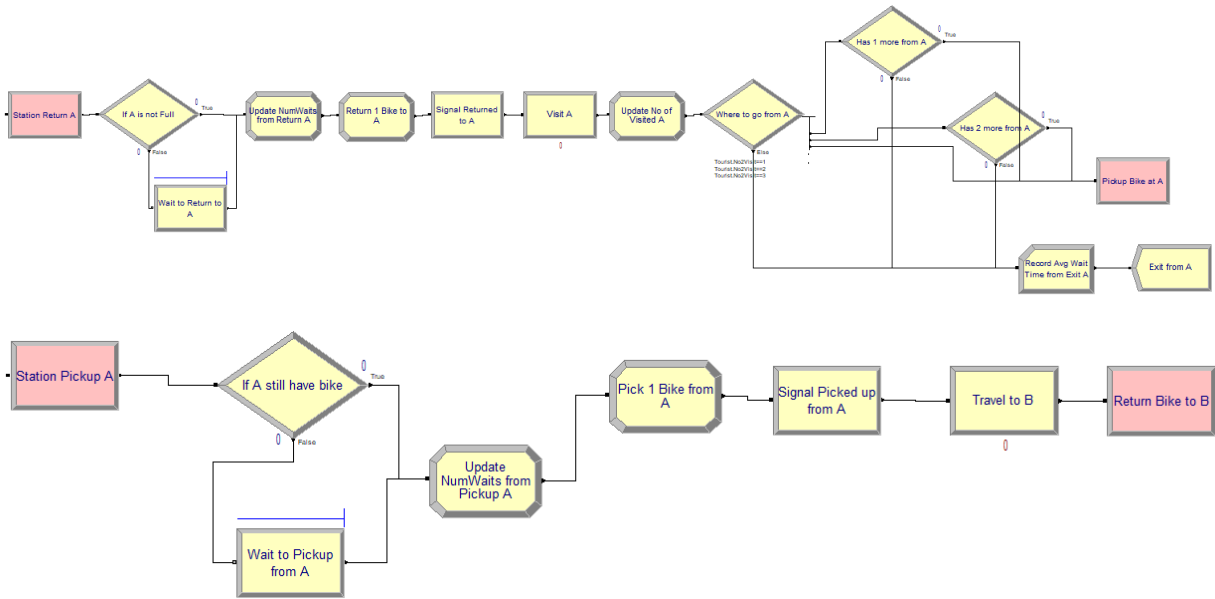 Station Return A
If A is not Full
0
True
0
False
Wait to Return to
A
Update NumWaits
from Return A
Return 1 Bike to
A
Signal Returned
to A
Visit A
0
Update No of
Visited A
Where to go from A
Else
Tourist.No2Visit==1
Tourist.No2Visit==2
Tourist.No2Visit==3
Has 1 more from A
0
True
0
False
Has 2 more from A
0
True
0
False
Pickup Bike at A
Record Avg Wait
Time from Exit A
Exit from A
Station Pickup A
If A still have bike
0
True
0
False
Wait to Pickup
from A
Update
NumWaits from
Pickup A
Pick 1 Bike from
A
Signal Picked up
from A
Travel to B
0
Return Bike to B